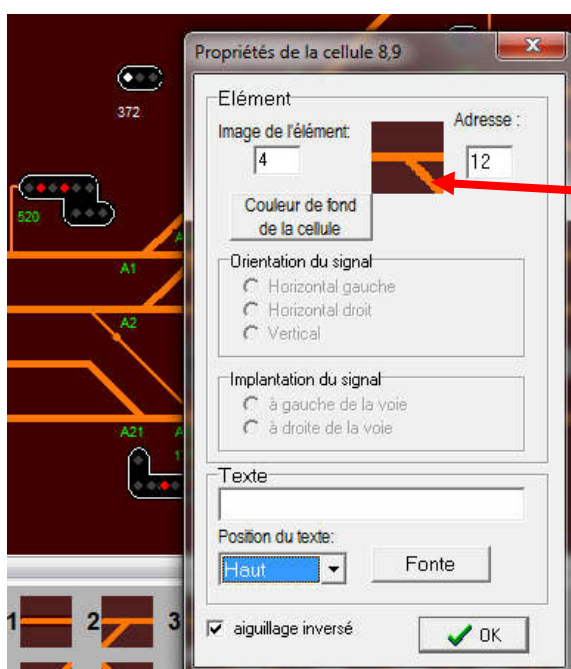 Propriétés de la cellule 8,9
Elément
Image de l'élément:
Adresse :
4
12
Couleur de fond
de la cellule
Orientation du signal
Horizontal gauche
Horizontal droit
Vertical
Implantation du signal
à gauche de la voie
à droite de la voie
Texte
Position du texte:
Haut
Fonte
aiguillage inversé
OK
372
520
A1
A2
A21
1
2
3